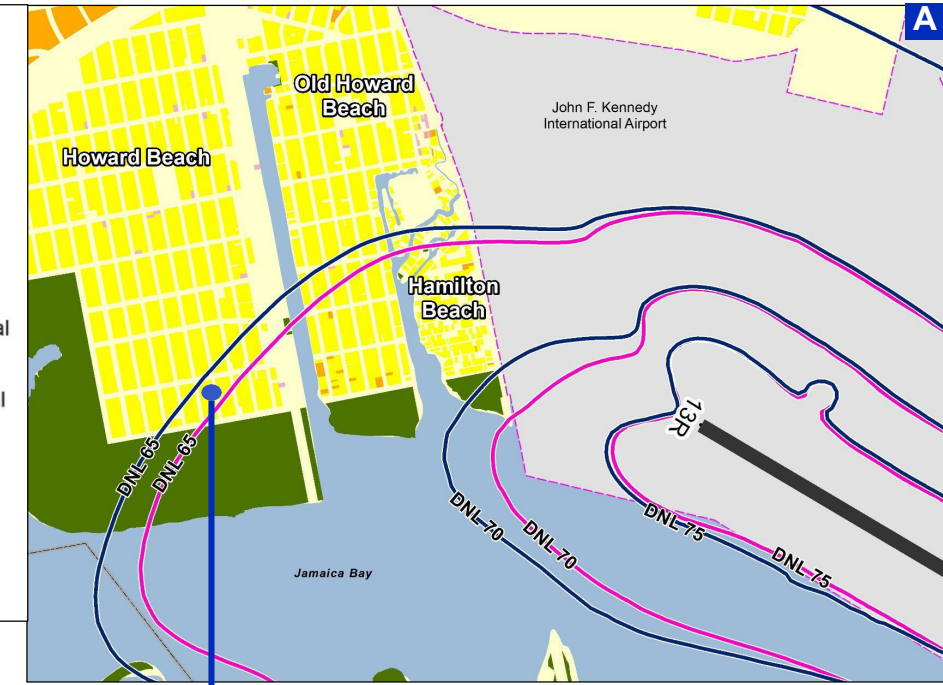 A
Old Howard
Beach
John F. Kennedy
International Airport
Howard Beach
Hamilton
Beach
al
l
13R
DNL 65
DNL 65
DNL 70
DNL 70
DNL 75
DNL 75
Jamaica Bay